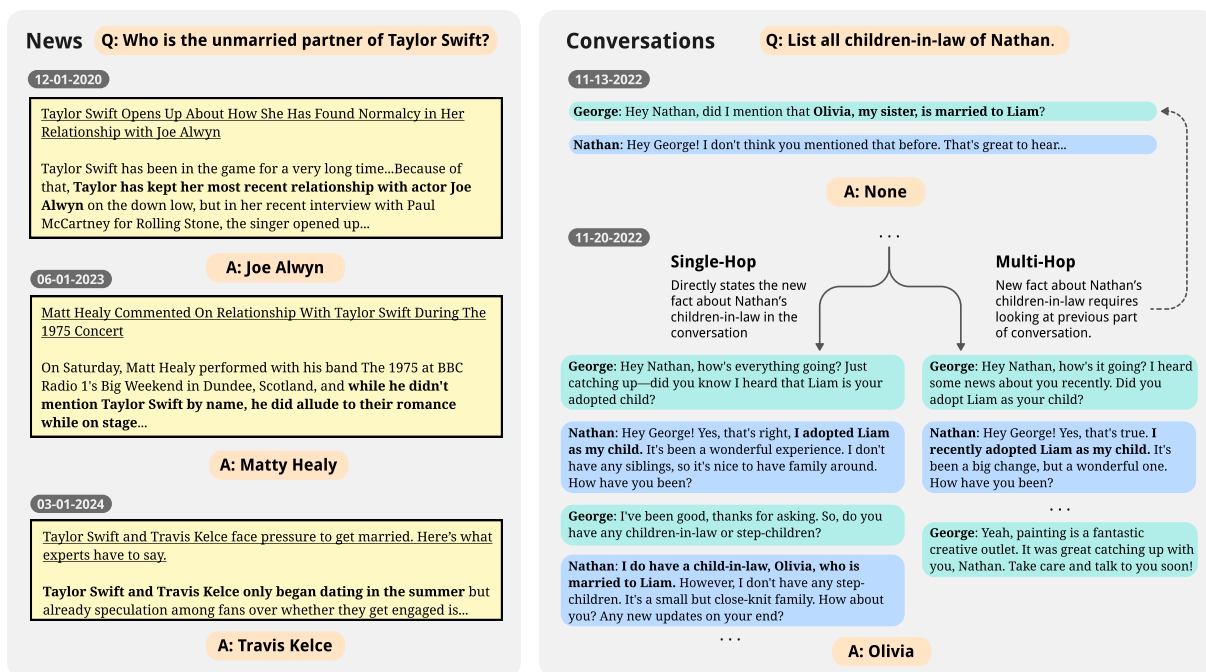 News
Q: Who is the unmarried partner of Taylor Swift?
12-01-2020
Taylor Swift Opens Up About How She Has Found Normalcy in Her
Relationship with Joe Alwyn
Taylor Swift has been in the game for a very long time...Because of
that, Taylor has kept her most recent relationship with actor Joe
Alwyn on the down low, but in her recent interview with Paul
McCartney for Rolling Stone, the singer opened up...
A: Joe Alwyn
06-01-2023
Matt Healy Commented On Relationship With Taylor Swift During The
1975 Concert
On Saturday, Matt Healy performed with his band The 1975 at BBC
Radio 1's Big Weekend in Dundee, Scotland, and while he didn't
mention Taylor Swift by name, he did allude to their romance
while on stage...
A: Matty Healy
03-01-2024
Taylor Swift and Travis Kelce face pressure to get married. Here's what
experts have to say.
Taylor Swift and Travis Kelce only began dating in the summer but
already speculation among fans over whether they get engaged is...
A: Travis Kelce
Conversations
Q: List all children-in-law of Nathan.
11-13-2022
George: Hey Nathan, did I mention that Olivia, my sister, is married to Liam?
Nathan: Hey George! I don't think you mentioned that before. That's great to hear...
A: None
...
11-20-2022
Single-Hop
Directly states the new
fact about Nathan's
children-in-law in the
conversation
George: Hey Nathan, how's everything going? Just
catching up—did you know I heard that Liam is your
adopted child?
Nathan: Hey George! Yes, that's right, I adopted Liam
as my child. It's been a wonderful experience. I don't
have any siblings, so it's nice to have family around.
How have you been?
George: I've been good, thanks for asking. So, do you
have any children-in-law or step-children?
Nathan: I do have a child-in-law, Olivia, who is
married to Liam. However, I don't have any step-
children. It's a small but close-knit family. How about
you? Any new updates on your end?
...
Multi-Hop
New fact about Nathan's
children-in-law requires
looking at previous part
of conversation.
George: Hey Nathan, how's it going? I heard
some news about you recently. Did you
adopt Liam as your child?
Nathan: Hey George! Yes, that's true. I
recently adopted Liam as my child. It's
been a big change, but a wonderful one.
How have you been?
...
George: Yeah, painting is a fantastic
creative outlet. It was great catching up with
you, Nathan. Take care and talk to you soon!
A: Olivia